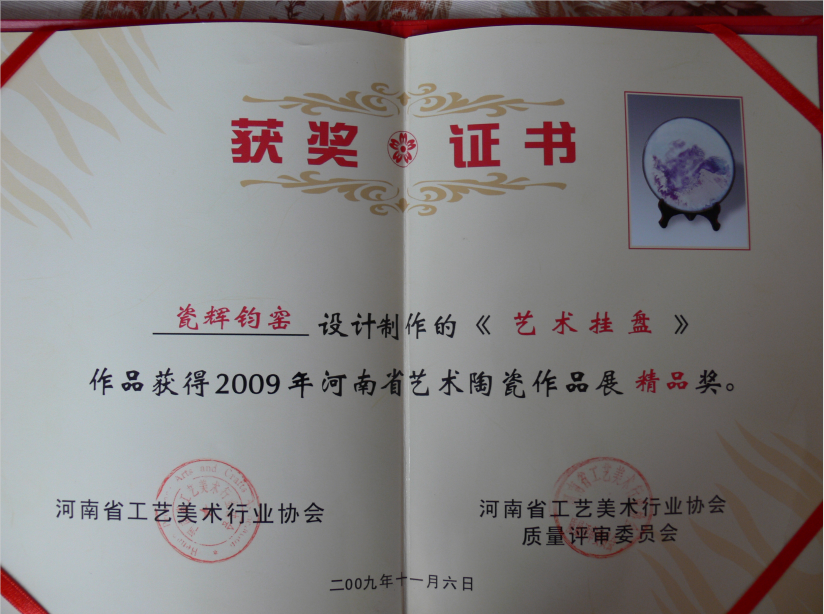 获奖证书
瓷辉钧窑 设计制作的《艺术挂盘》
作品获得2009年河南省艺术陶瓷作品展 精品奖。
河南省工艺美术行业协会
河南省工艺美术行业协会
质量评审委员会
二00九年十一月六日
Arts and Crafts